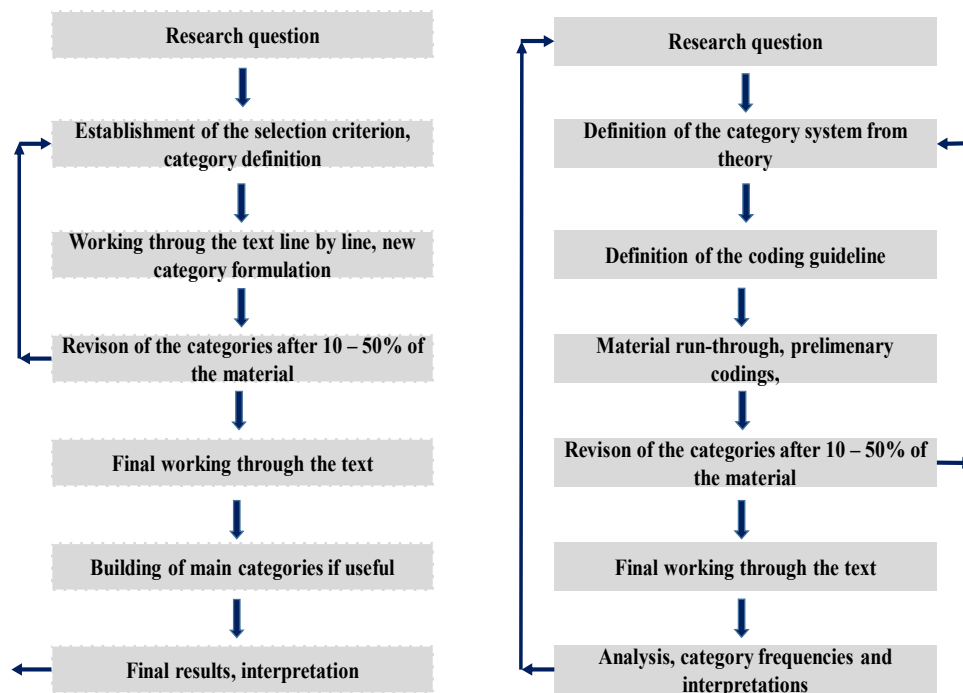 Research question
Establishment of the selection criterion,
category definition
Working throug the text line by line, new
category formulation
Revison of the categories after 10 – 50% of
the material
Final working through the text
Building of main categories if useful
Final results, interpretation
Research question
Definition of the category system from
theory
Definition of the coding guideline
Material run-through, prelimenary
codings,
Revison of the categories after 10 – 50% of
the material
Final working through the text
Analysis, category frequencies and
interpretations